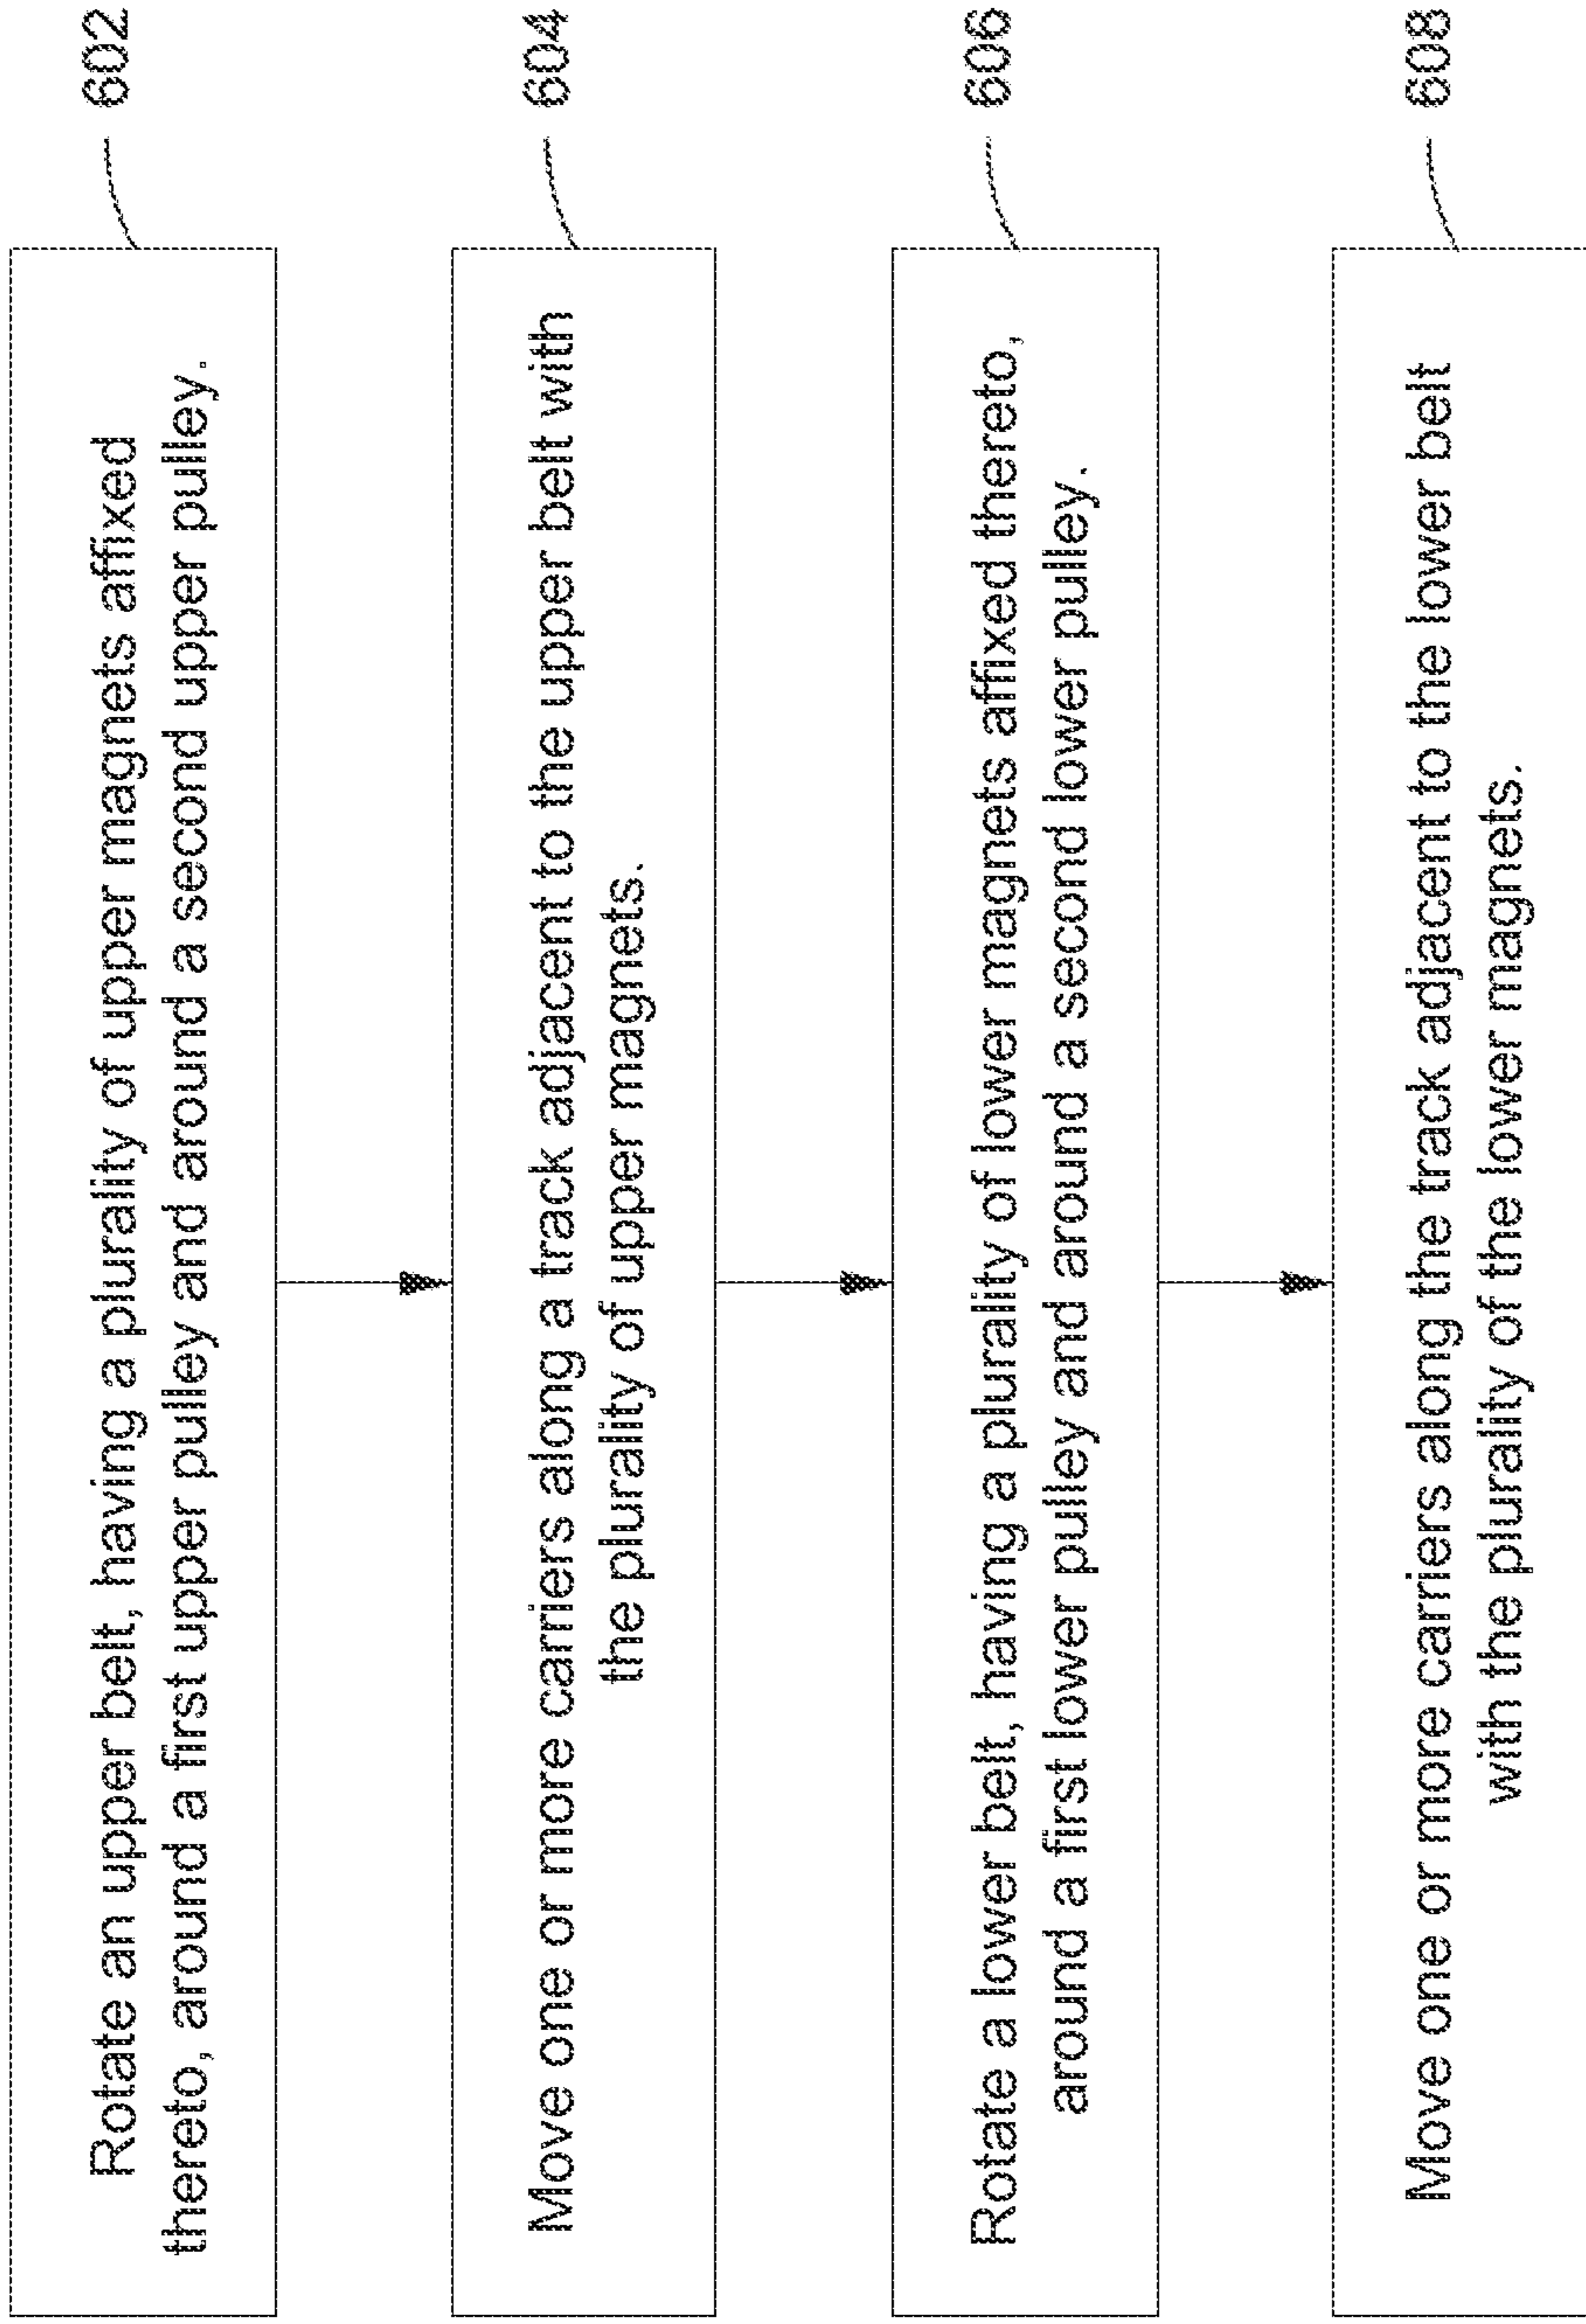 Rotate an upper belt, having a plurality of upper magnets affixed
thereto, around a first upper pulley and around a second upper pulley.
602
Move one or more carriers along a track adjacent to the upper belt with
the plurality of upper magnets.
604
Rotate a lower belt, having a plurality of lower magnets affixed thereto,
around a first lower pulley and around a second lower pulley.
606
Move one or more carriers along the track adjacent to the lower belt
with the plurality of the lower magnets.
608